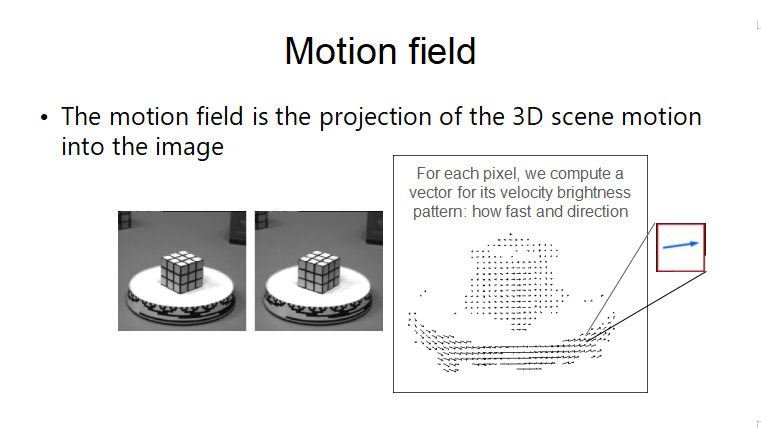 Motion field
• The motion field is the projection of the 3D scene motion
into the image
For each pixel, we compute a
vector for its velocity brightness
pattern: how fast and direction